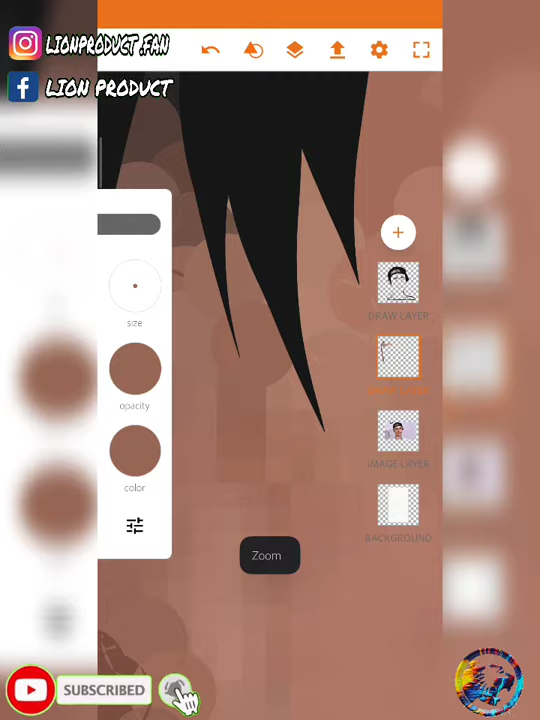 LIONPRODUCT.FAN
LION PRODUCT
size
opacity
color
DRAW LAYER
IMAGE LAYER
BACKGROUND
Zoom
SUBSCRIBED